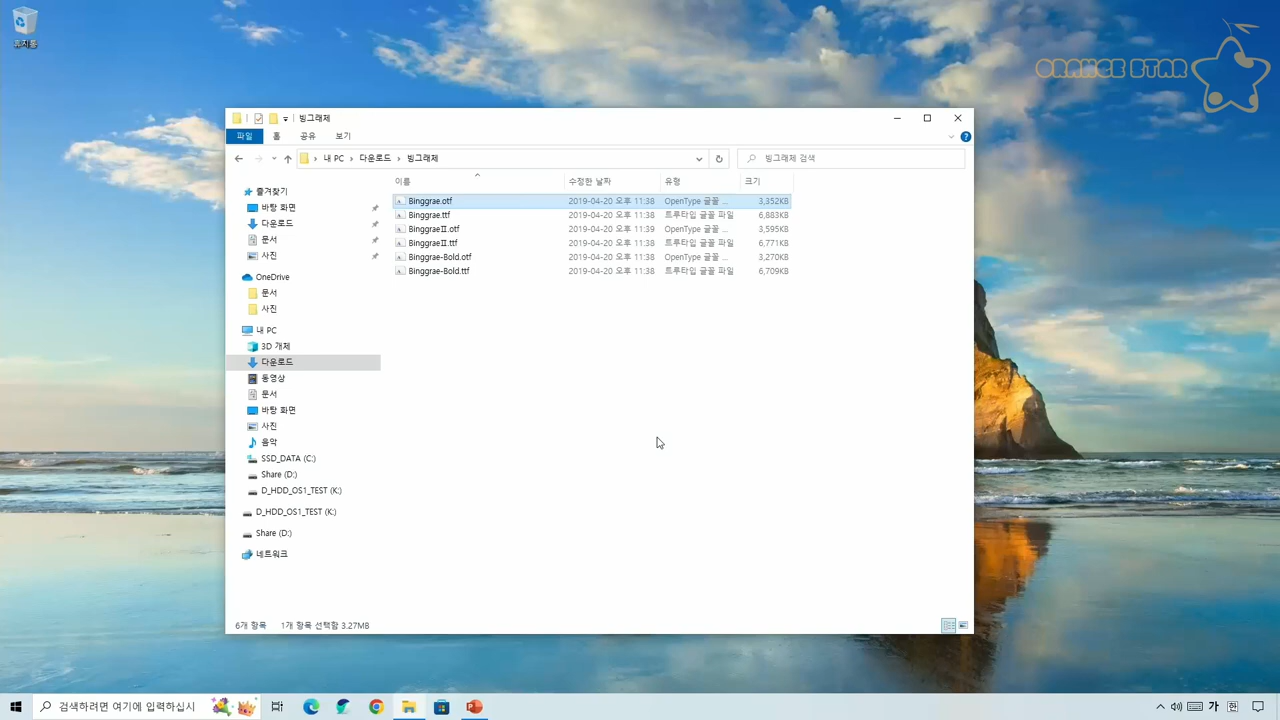 휴지통
ORANGE STAR
빙그래제
파일 홈 공유 보기
내 PC 다운로드 빙그래제
빙그래제 검색
이름 수정한 날짜 유형 크기
Binggrae.otf 2019-04-20 오후 11:38 OpenType 글꼴 ... 3,352KB
Binggrae.ttf 2019-04-20 오후 11:38 트루타입 글꼴 파일 6,883KB
BinggraeⅡ.otf 2019-04-20 오후 11:39 OpenType 글꼴 ... 3,595KB
BinggraeⅡ.ttf 2019-04-20 오후 11:38 트루타입 글꼴 파일 6,771KB
Binggrae-Bold.otf 2019-04-20 오후 11:38 OpenType 글꼴 ... 3,270KB
Binggrae-Bold.ttf 2019-04-20 오후 11:38 트루타입 글꼴 파일 6,709KB
즐겨찾기
바탕 화면
다운로드
문서
사진
OneDrive
문서
사진
내 PC
3D 개체
다운로드
동영상
문서
바탕 화면
사진
음악
SSD_DATA (C:)
Share (D:)
D_HDD_OS1_TEST (K:)
D_HDD_OS1_TEST (K:)
Share (D:)
네트워크
6개 항목 1개 항목 선택함 3.27MB
검색하려면 여기에 입력하십시
가
한